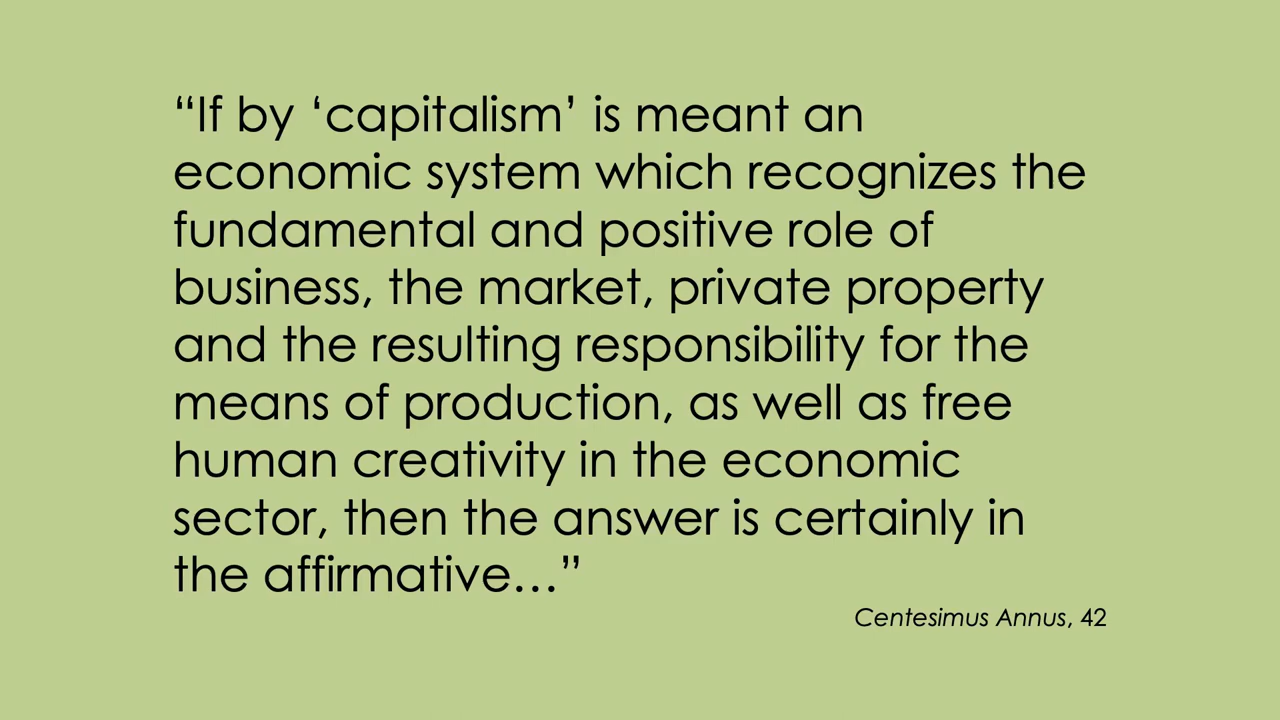 “If by ‘capitalism’ is meant an
economic system which recognizes the
fundamental and positive role of
business, the market, private property
and the resulting responsibility for the
means of production, as well as free
human creativity in the economic
sector, then the answer is certainly in
the affirmative…”
Centesimus Annus, 42